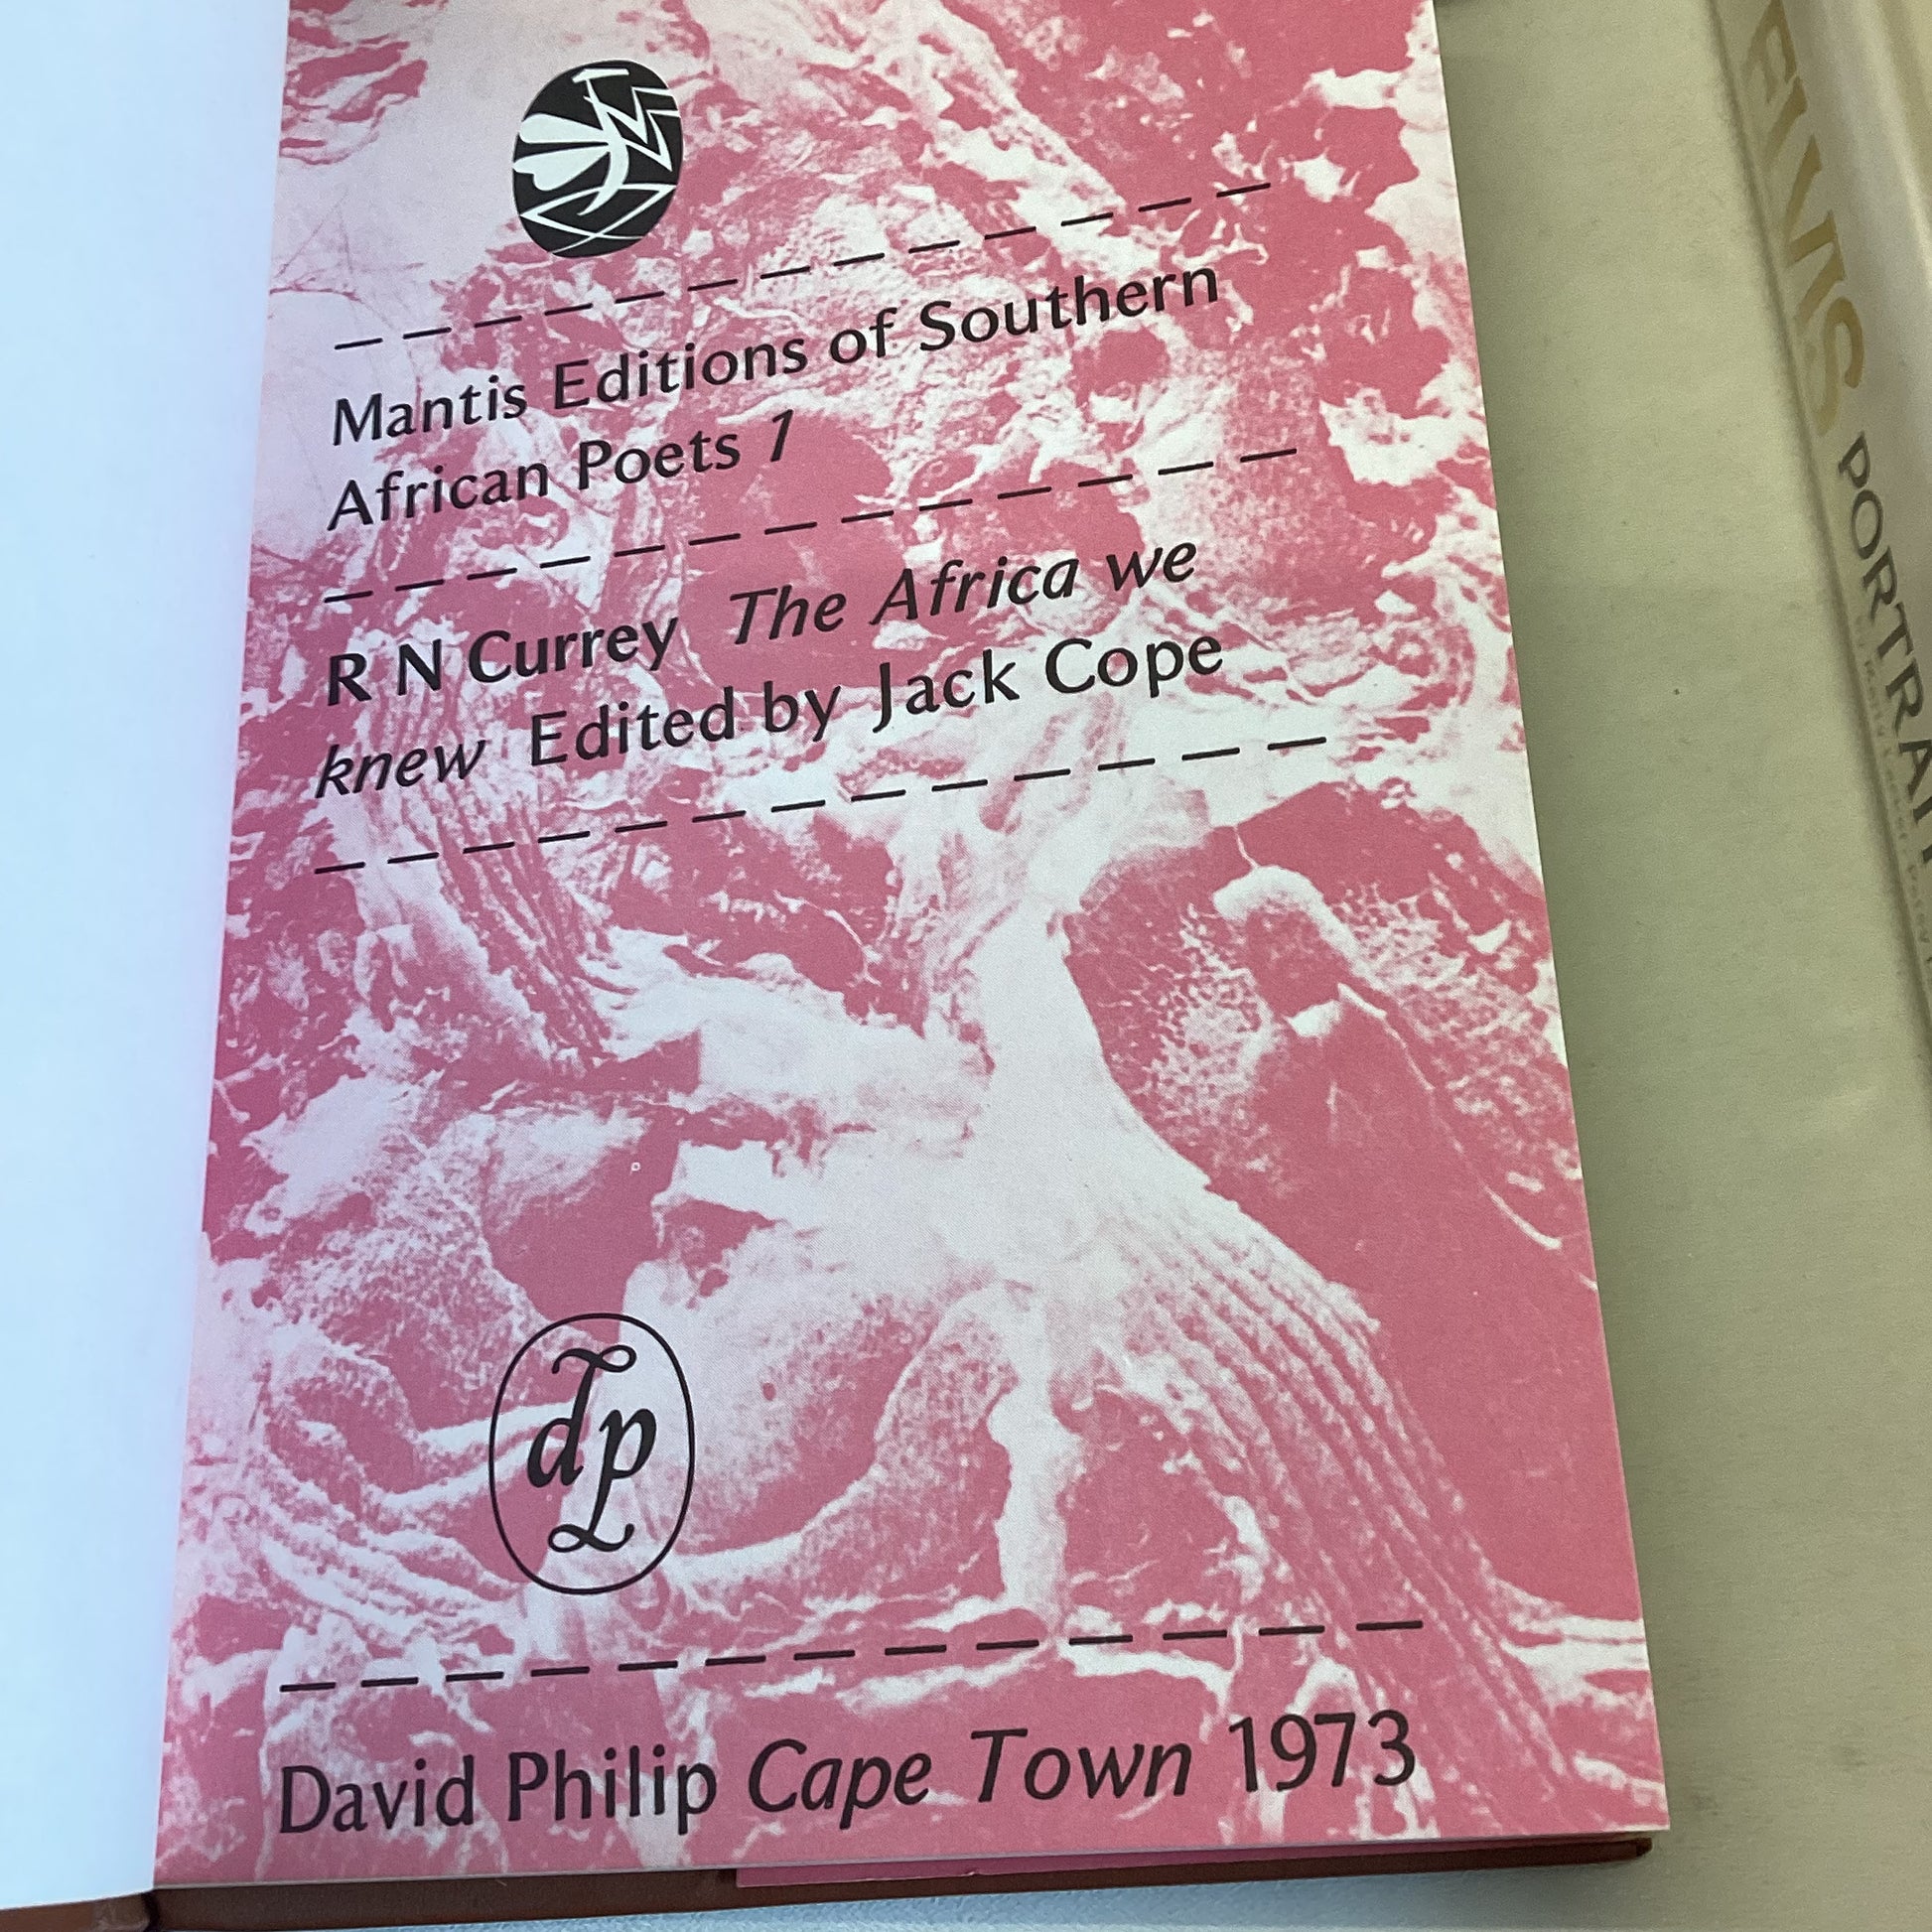 Mantis Editions of Southern
African Poets 1
R N Currey The Africa we
knew Edited by Jack Cope
dp
David Philip Cape Town 1973